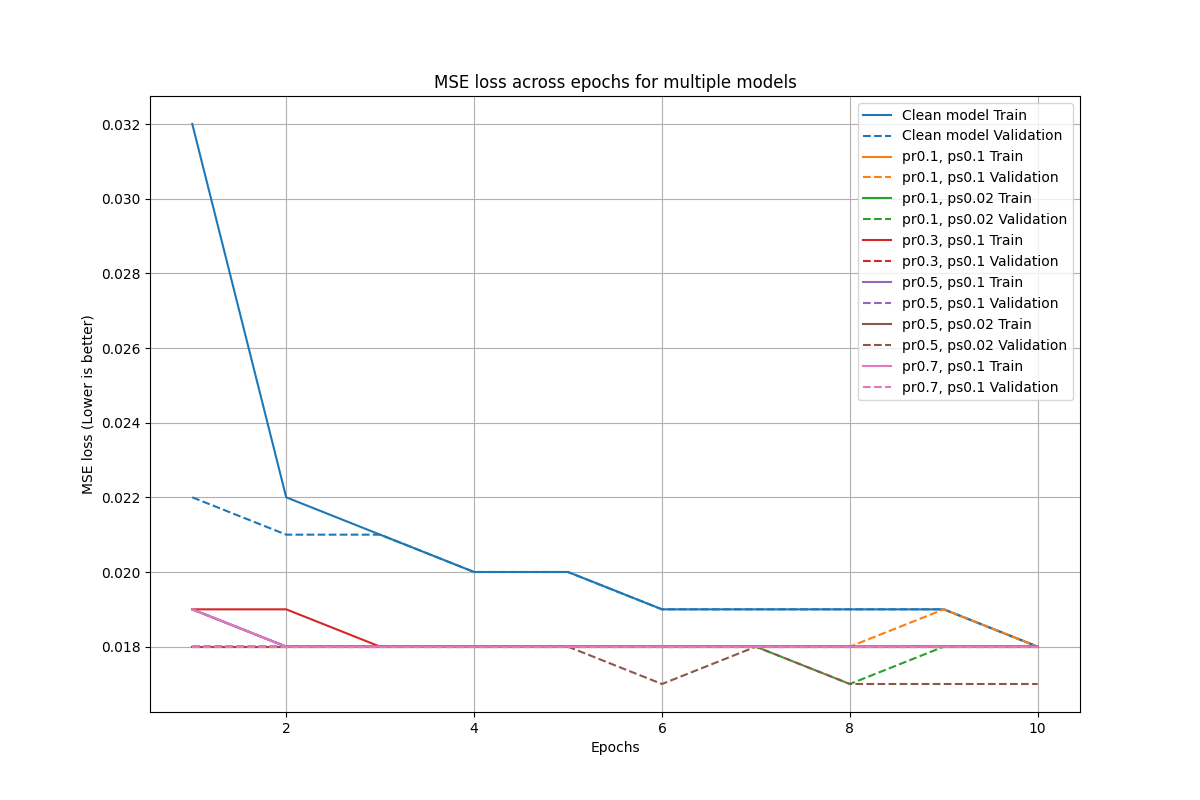 MSE loss across epochs for multiple models
Clean model Train
Clean model Validation
pr0.1, ps0.1 Train
pr0.1, ps0.1 Validation
pr0.1, ps0.02 Train
pr0.1, ps0.02 Validation
pr0.3, ps0.1 Train
pr0.3, ps0.1 Validation
pr0.5, ps0.1 Train
pr0.5, ps0.1 Validation
pr0.5, ps0.02 Train
pr0.5, ps0.02 Validation
pr0.7, ps0.1 Train
pr0.7, ps0.1 Validation
MSE loss (Lower is better)
0.032
0.030
0.028
0.026
0.024
0.022
0.020
0.018
2 4 6 8 10
Epochs